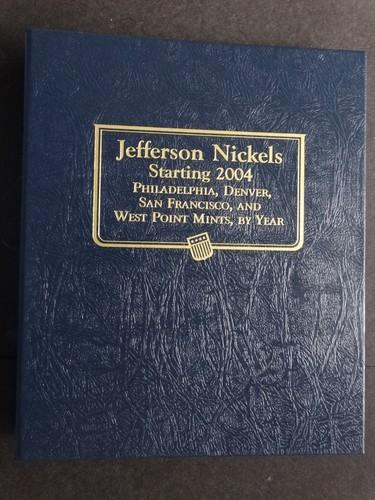 Jefferson Nickels
Starting 2004
Philadelphia, Denver,
San Francisco, and
West Point Mints, by Year